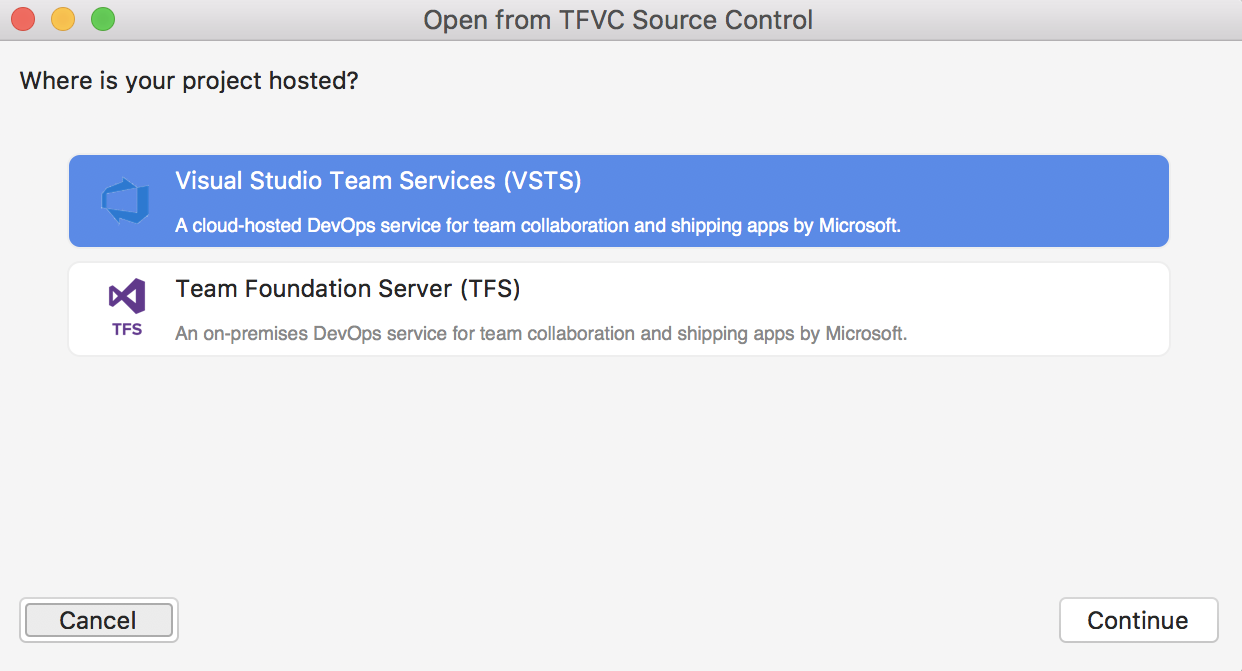 Open from TFVC Source Control
Where is your project hosted?
Visual Studio Team Services (VSTS)
A cloud-hosted DevOps service for team collaboration and shipping apps by Microsoft.
Team Foundation Server (TFS)
TFS
An on-premises DevOps service for team collaboration and shipping apps by Microsoft.
Cancel
Continue